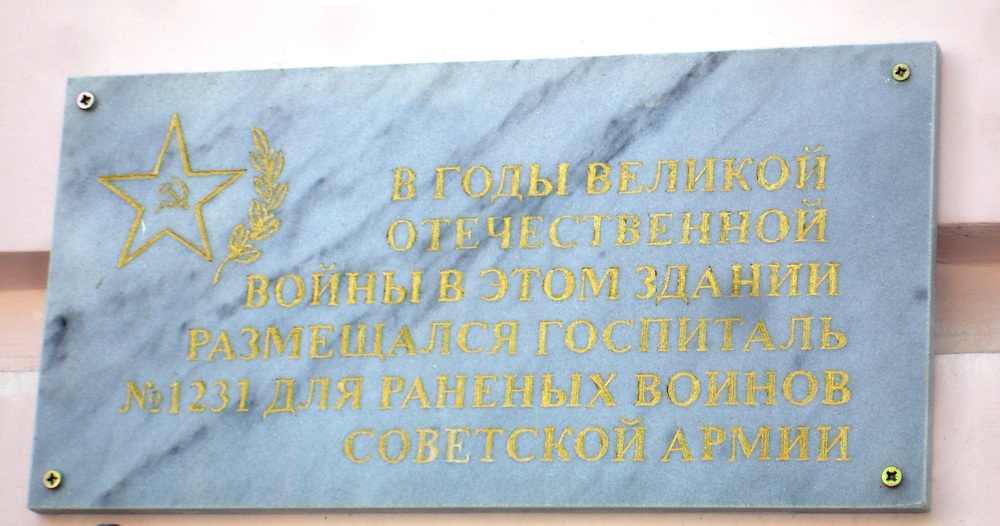 В ГОДЫ ВЕЛИКОЙ
ОТЕЧЕСТВЕННОЙ
ВОЙНЫ В ЭТОМ ЗДАНИИ
РАЗМЕЩАЛСЯ ГОСПИТАЛЬ
№1231 ДЛЯ РАНЕНЫХ ВОИНОВ
СОВЕТСКОЙ АРМИИ